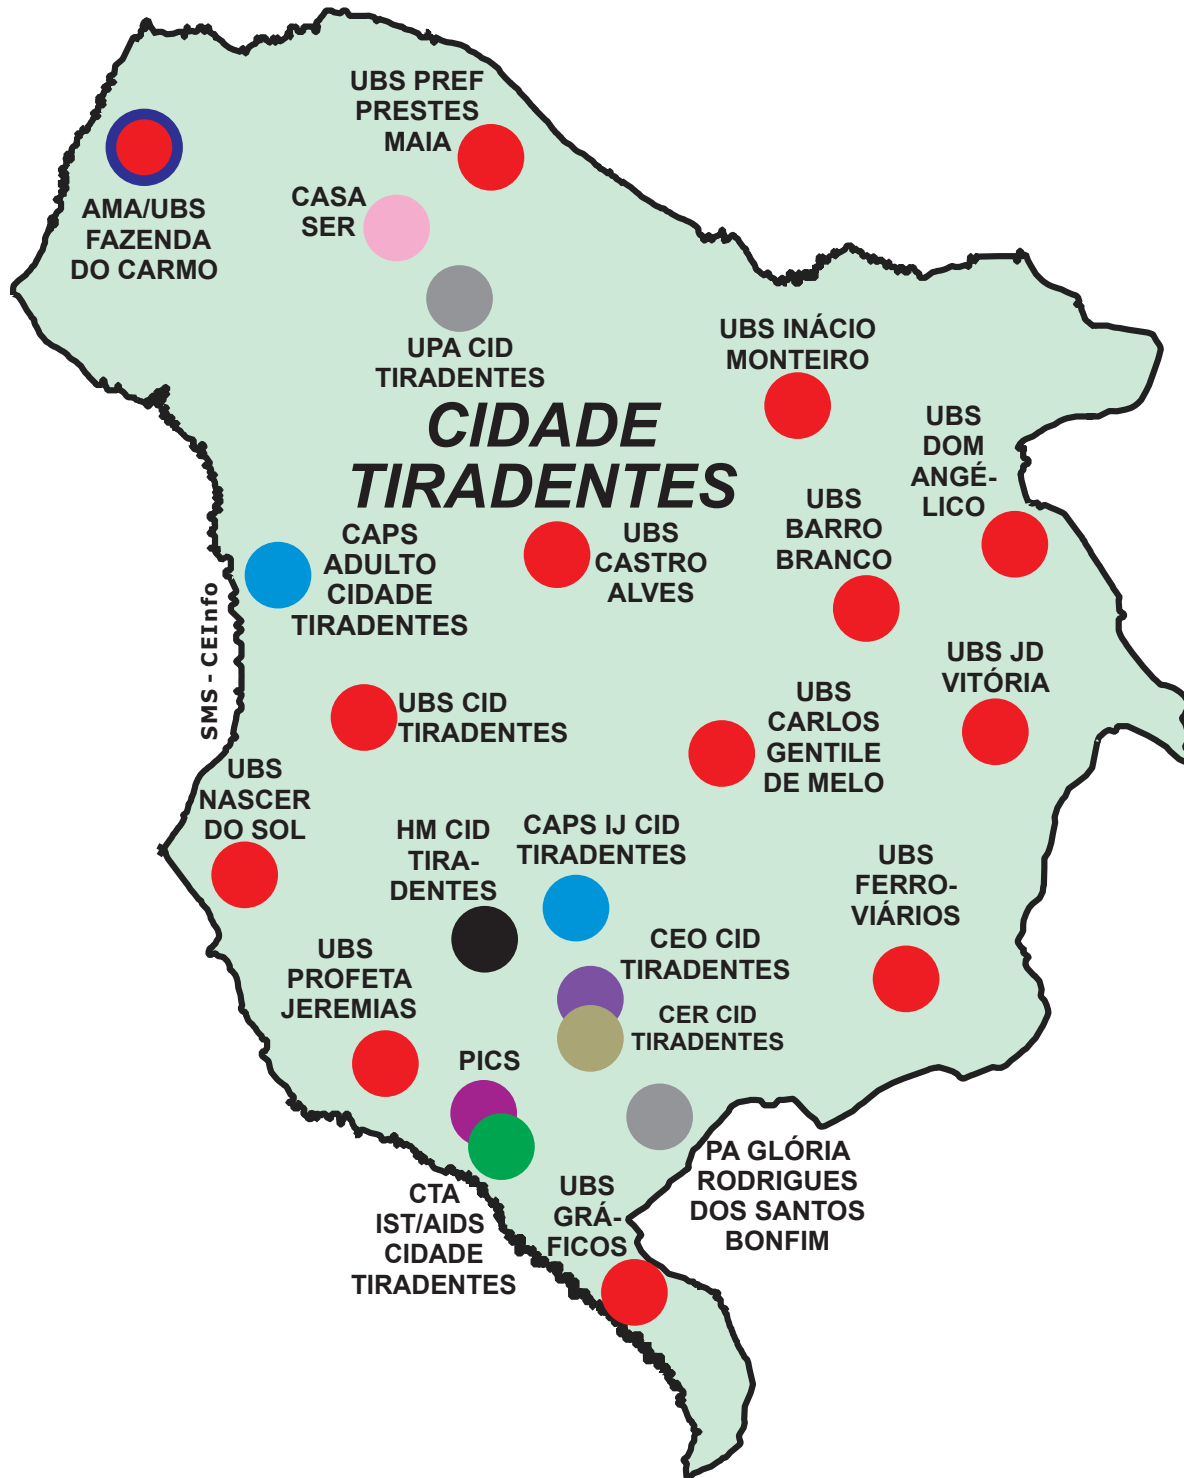 UBS PREF
PRESTES
MAIA
AMA/UBS
FAZENDA
DO CARMO
CASA
SER
UPA CID
TIRADENTES
UBS INÁCIO
MONTEIRO
CIDADE
TIRADENTES
UBS
DOM
ANGÉ-
LICO
UBS
BARRO
BRANCO
CAPS
ADULTO
CIDADE
TIRADENTES
UBS
CASTRO
ALVES
SMS - CEInfo
UBS JD
VITÓRIA
UBS CID
TIRADENTES
UBS
CARLOS
GENTILE
DE MELO
UBS
NASCER
DO SOL
HM CID
TIRA-
DENTES
CAPS IJ CID
TIRADENTES
UBS
FERRO-
VIÁRIOS
UBS
PROFETA
JEREMIAS
CEO CID
TIRADENTES
CER CID
TIRADENTES
PICS
PA GLÓRIA
RODRIGUES
DOS SANTOS
BONFIM
CTA
IST/AIDS
CIDADE
TIRADENTES
UBS
GRÁ-
FICOS